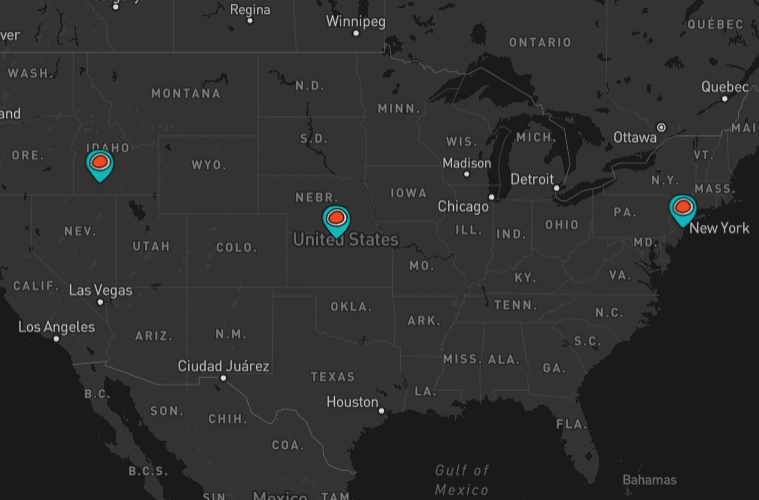 Regina
Winnipeg
ONTARIO
QUÉBEC
WASH.
MONTANA
N.D.
MINN.
Quebec
Ottawa
MICH.
WIS.
S.D.
IDAHO
ORE.
WYO.
VT.
Madison
Detroit
N.Y.
MASS.
NEBR.
IOWA
Chicago
PA.
New York
NEV.
UTAH
COLO.
United States
ILL.
IND.
OHIO
MD.
MO.
CALIF.
Las Vegas
KY.
VA.
OKLA.
TENN.
N.C.
Los Angeles
ARIZ.
N.M.
ARK.
S.C.
Ciudad Juárez
TEXAS
MISS.
ALA.
GA.
B.C.
LA.
Houston
SON.
CHIH.
FLA.
COA.
B.C.S.
Gulf of
Mexico
Bahamas
SIN.
Mexico
TAM.